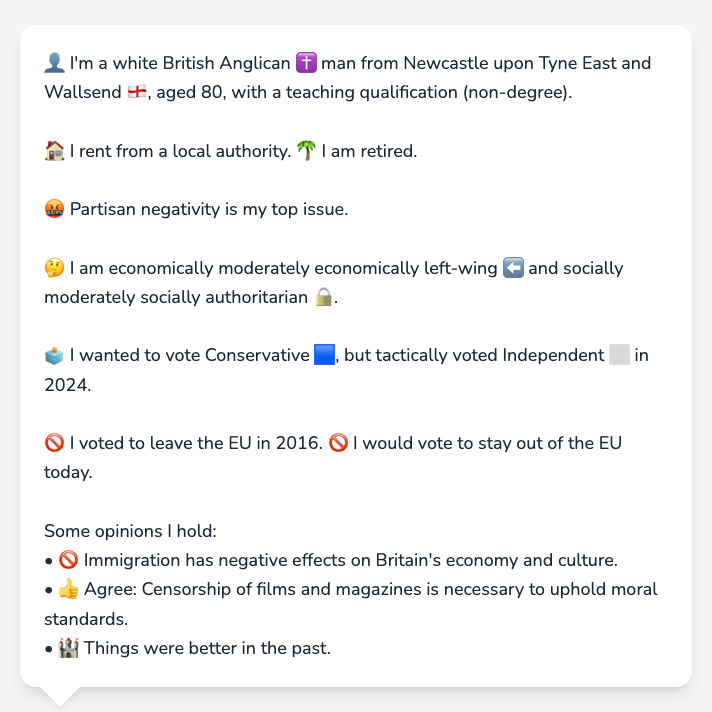 👤 I'm a white British Anglican ✝️ man from Newcastle upon Tyne East and
Wallsend 🏴󠁧󠁢󠁥󠁮󠁧󠁿, aged 80, with a teaching qualification (non-degree).
🏠 I rent from a local authority. 🌴 I am retired.
🤬 Partisan negativity is my top issue.
🤔 I am economically moderately economically left-wing ⬅️ and socially
moderately socially authoritarian 🔒.
🗳️ I wanted to vote Conservative 🟦, but tactically voted Independent ⬜ in
2024.
🚫 I voted to leave the EU in 2016. 🚫 I would vote to stay out of the EU
today.
Some opinions I hold:
• 🚫 Immigration has negative effects on Britain's economy and culture.
• 👍 Agree: Censorship of films and magazines is necessary to uphold moral
standards.
• 🏰 Things were better in the past.